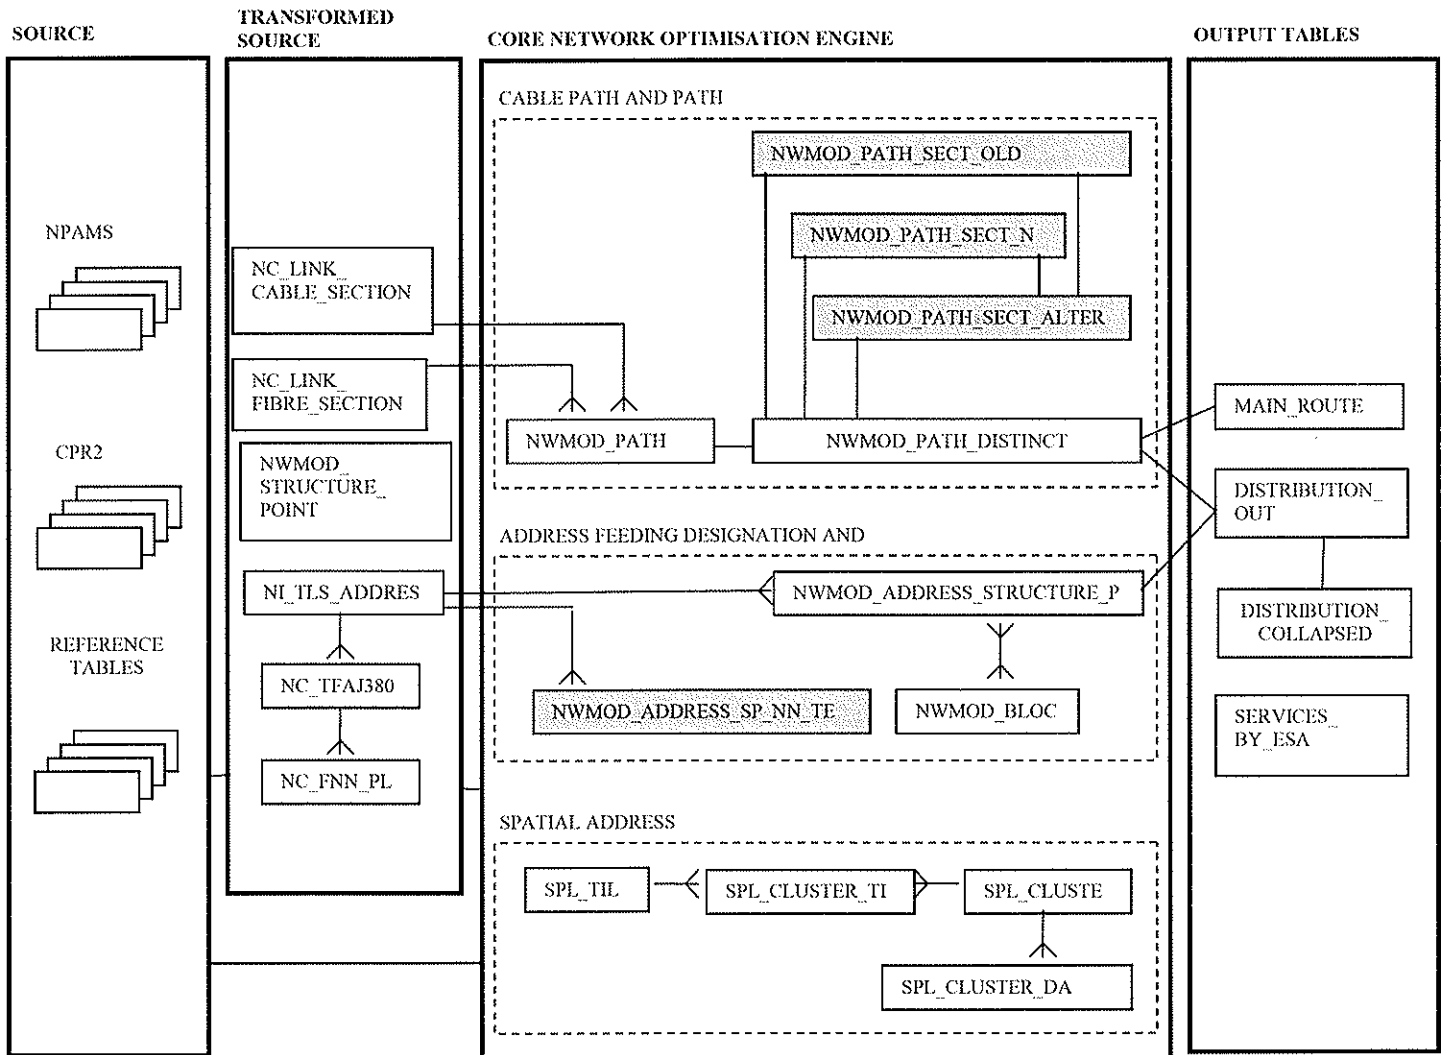 SOURCE
TRANSFORMED
SOURCE
CORE NETWORK OPTIMISATION ENGINE
OUTPUT TABLES
NPAMS
CPR2
REFERENCE
TABLES
NC_LINK_
CABLE_SECTION
NC_LINK_
FIBRE_SECTION
NWMOD_
STRUCTURE_
POINT
NI_TLS_ADDRES
NC_TFAJ380
NC_FNN_PL
CABLE PATH AND PATH
NWMOD_PATH_SECT_OLD
NWMOD_PATH_SECT_N
NWMOD_PATH_SECT_ALTER
NWMOD_PATH
NWMOD_PATH_DISTINCT
ADDRESS FEEDING DESIGNATION AND
NWMOD_ADDRESS_STRUCTURE_P
NWMOD_ADDRESS_SP_NN_TE
NWMOD_BLOC
SPATIAL ADDRESS
SPL_TIL
SPL_CLUSTER_TI
SPL_CLUSTE
SPL_CLUSTER_DA
MAIN_ROUTE
DISTRIBUTION_
OUT
DISTRIBUTION_
COLLAPSED
SERVICES_
BY_ESA